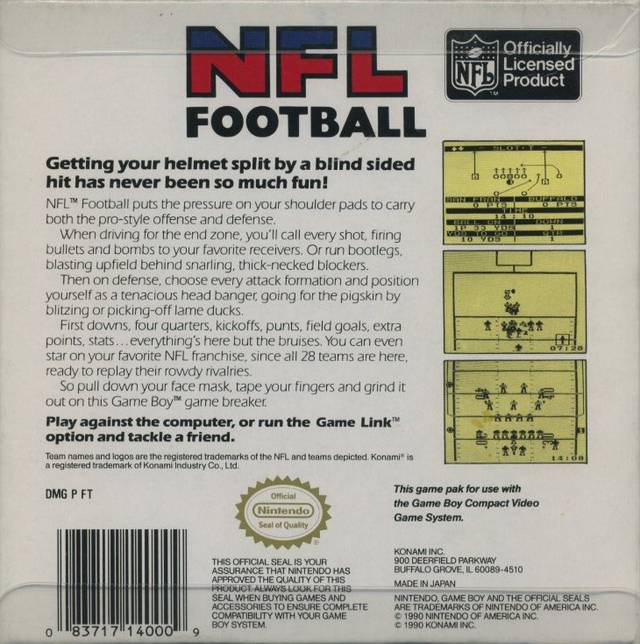 NFL
FOOTBALL
NFL
™
Officially
Licensed
Product
Getting your helmet split by a blind sided
hit has never been so much fun!
NFL™ Football puts the pressure on your shoulder pads to carry
both the pro-style offense and defense.
When driving for the end zone, you'll call every shot, firing
bullets and bombs to your favorite receivers. Or run bootlegs,
blasting upfield behind snarling, thick-necked blockers.
Then on defense, choose every attack formation and position
yourself as a tenacious head banger, going for the pigskin by
blitzing or picking-off lame ducks.
First downs, four quarters, kickoffs, punts, field goals, extra
points, stats...everything's here but the bruises. You can even
star on your favorite NFL franchise, since all 28 teams are here,
ready to replay their rowdy rivalries.
So pull down your face mask, tape your fingers and grind it
out on this Game Boy™ game breaker.
Play against the computer, or run the Game Link™
option and tackle a friend.
Team names and logos are the registered trademarks of the NFL and teams depicted. Konami® is
a registered trademark of Konami Industry Co., Ltd.
SLOT-T
SAN FRAN BUFFALO
0 PTS 0 PTS
TIME
14:10
BALL ON DOWN
YDS TO GO QTR
10 YDS 1
07:28
14:08
DMG P FT
Official
Nintendo
Seal of Quality
This game pak for use with
the Game Boy Compact Video
Game System.
0 83717 14000 9
THIS OFFICIAL SEAL IS YOUR
ASSURANCE THAT NINTENDO HAS
APPROVED THE QUALITY OF THIS
PRODUCT. ALWAYS LOOK FOR THIS
SEAL WHEN BUYING GAMES AND
ACCESSORIES TO ENSURE COMPLETE
COMPATIBILITY WITH YOUR GAME
BOY SYSTEM.
KONAMI INC.
900 DEERFIELD PARKWAY
BUFFALO GROVE, IL 60089-4510
MADE IN JAPAN
NINTENDO, GAME BOY AND THE OFFICIAL SEALS
ARE TRADEMARKS OF NINTENDO OF AMERICA INC.
© 1990 NINTENDO OF AMERICA INC.
© 1990 KONAMI INC.